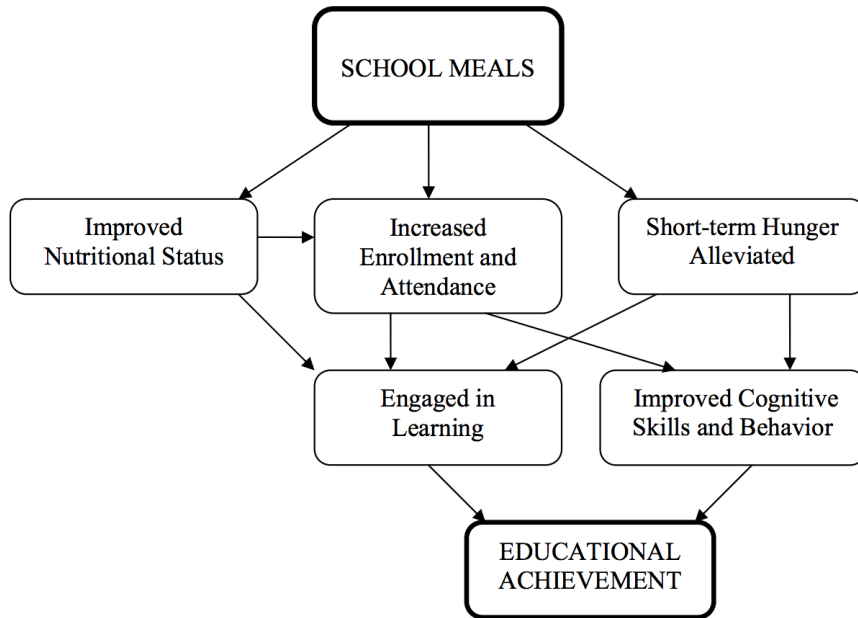 SCHOOL MEALS
Improved
Nutritional Status
Increased
Enrollment and
Attendance
Short-term Hunger
Alleviated
Engaged in
Learning
Improved Cognitive
Skills and Behavior
EDUCATIONAL
ACHIEVEMENT